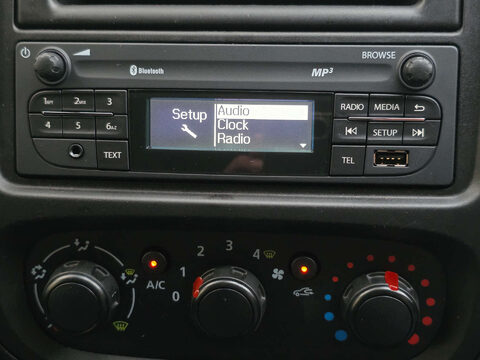 BROWSE
Bluetooth
MP3
1 2 3
RADIO MEDIA
Setup
Audio
Clock
Radio
4 5 6
SETUP
TEXT
TEL
0 1 2 3 4
A/C